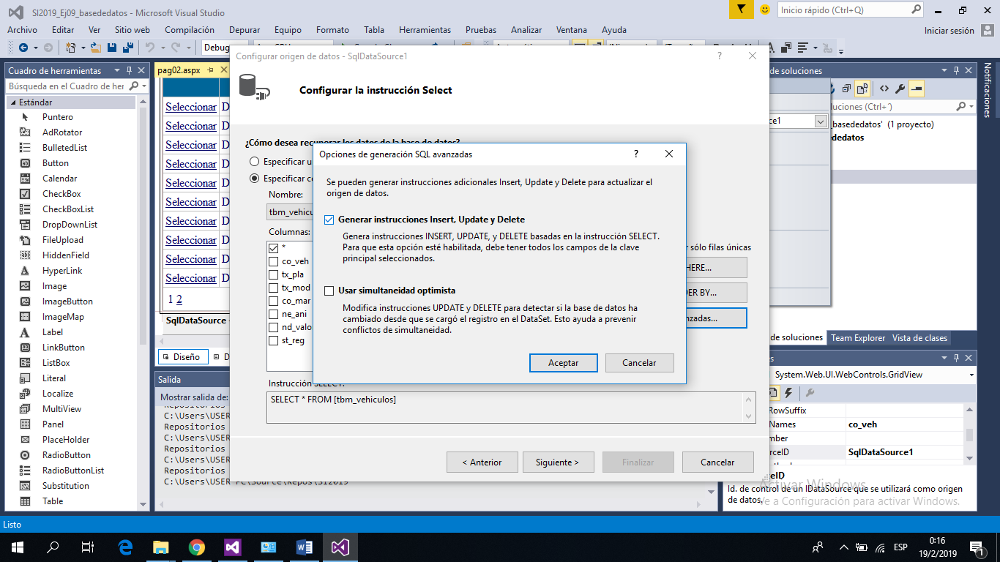 SI2019_Ej09_basededatos - Microsoft Visual Studio
Inicio rápido (Ctrl+Q)
Archivo Editar Ver Sitio web Compilación Depurar Equipo Formato Tabla Herramientas Pruebas Analizar Ventana Ayuda
Iniciar sesión
Debug
Cuadro de herramientas
Búsqueda en el Cuadro de her
Estándar
Puntero
AdRotator
BulletedList
Button
Calendar
CheckBox
CheckBoxList
DropDownList
FileUpload
HiddenField
HyperLink
Image
ImageButton
ImageMap
Label
LinkButton
ListBox
Literal
Localize
MultiView
Panel
PlaceHolder
RadioButton
RadioButtonList
Substitution
Table
pag02.aspx
Seleccionar D
Seleccionar D
Seleccionar D
Seleccionar D
Seleccionar D
Seleccionar D
Seleccionar D
Seleccionar D
Seleccionar D
Seleccionar D
1 2
SqlDataSource -
Diseño
D
Salida
Mostrar salida de:
Repositorios
C:\Users\USER
Repositorios
C:\Users\USER
Repositorios
C:\Users\USER
Repositorios
C:\Users\USER PC\Source\Repos\SI2019
Configurar origen de datos - SqlDataSource1
Configurar la instrucción Select
¿Cómo desea recuperar los datos de la base de datos?
Especificar u
Especificar co
Nombre:
tbm_vehicu
Columnas:
*
co_veh
tx_pla
tx_mod
co_mar
ne_ani
nd_valo
st_reg
r sólo filas únicas
HERE...
DER BY...
nzadas...
Instrucción SELECT:
SELECT * FROM [tbm_vehiculos]
< Anterior
Siguiente >
Finalizar
Cancelar
Opciones de generación SQL avanzadas
Se pueden generar instrucciones adicionales Insert, Update y Delete para actualizar el
origen de datos.
Generar instrucciones Insert, Update y Delete
Genera instrucciones INSERT, UPDATE, y DELETE basadas en la instrucción SELECT.
Para que esta opción esté habilitada, debe tener todos los campos de la clave
principal seleccionados.
Usar simultaneidad optimista
Modifica instrucciones UPDATE y DELETE para detectar si la base de datos ha
cambiado desde que se cargó el registro en el DataSet. Esto ayuda a prevenir
conflictos de simultaneidad.
Aceptar
Cancelar
de soluciones
luciones (Ctrl+´)
_basededatos' (1 proyecto)
dedatos
ce1
de soluciones Team Explorer Vista de clases
Notificaciones
es
System.Web.UI.WebControls.GridView
RowSuffix
Names co_veh
mber
rceID SqlDataSource1
ceID
Id. de control de un IDataSource que se utilizará como origen
de datos.
Activar Windows
Ve a Configuración para activar Windows.
Listo
ESP
0:16
19/2/2019
1